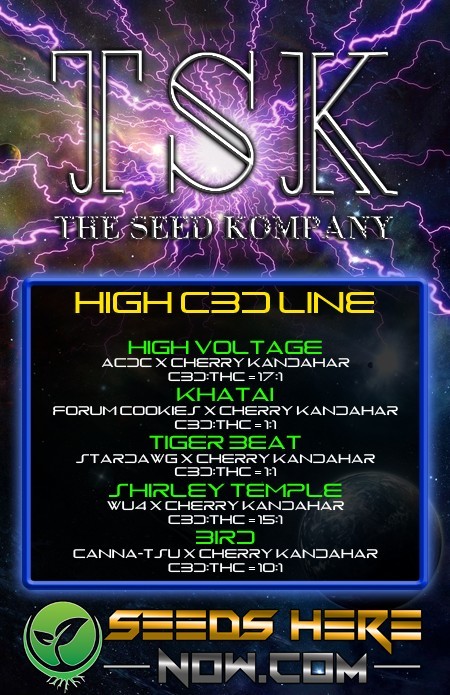 TSK
THE SEED KOMPANY
HIGH CBD LINE
HIGH VOLTAGE
ACDC X CHERRY KANDAHAR
CBD:THC = 17:1
KHATAI
FORUM COOKIES X CHERRY KANDAHAR
CBD:THC = 1:1
TIGER BEAT
STARDAWG X CHERRY KANDAHAR
CBD:THC = 1:1
SHIRLEY TEMPLE
WU4 X CHERRY KANDAHAR
CBD:THC = 15:1
BIRD
CANNA-TSU X CHERRY KANDAHAR
CBD:THC = 10:1
SEEDS HERE
NOW.COM